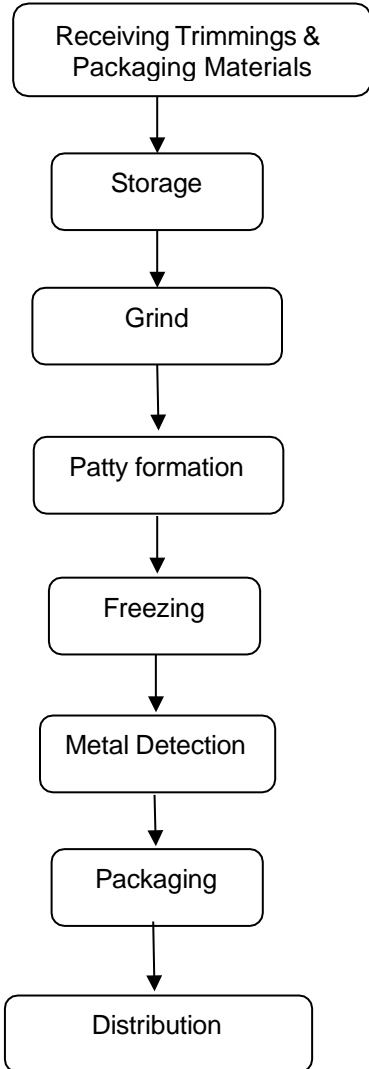 Receiving Trimmings &
Packaging Materials
Storage
Grind
Patty formation
Freezing
Metal Detection
Packaging
Distribution